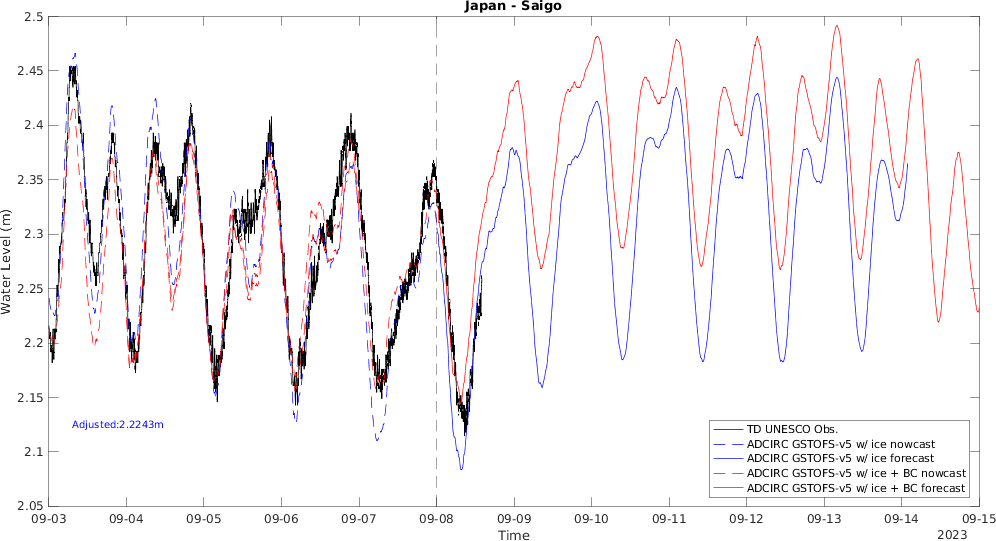 Japan - Saigo
2.5
2.45
2.4
2.35
2.3
2.25
2.2
2.15
2.1
2.05
Water Level (m)
Adjusted:2.2243m
TD UNESCO Obs.
ADCIRC GSTOFS-v5 w/ ice nowcast
ADCIRC GSTOFS-v5 w/ ice forecast
ADCIRC GSTOFS-v5 w/ ice + BC nowcast
ADCIRC GSTOFS-v5 w/ ice + BC forecast
09-03 09-04 09-05 09-06 09-07 09-08 09-09 09-10 09-11 09-12 09-13 09-14 09-15
Time
2023